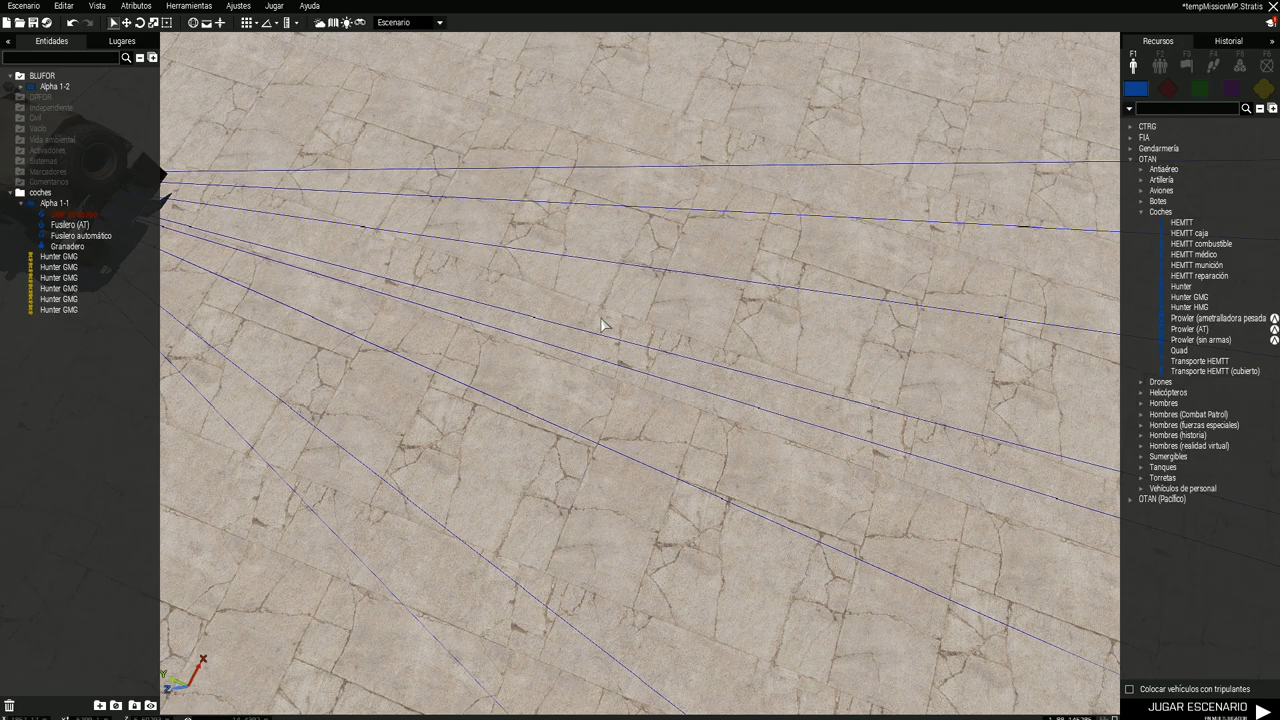 Escenario Editar Vista Atributos Herramientas Ajustes Jugar Ayuda
*tempMissionMP.Stratis
Escenario
Entidades Lugares
BLUFOR
Alpha 1-2
OPFOR
Independiente
Civil
Vacío
Vida ambiental
Activadores
Sistemas
Marcadores
Comentarios
coches
Alpha 1-1
Fusilero (AT)
Fusilero automático
Granadero
Hunter GMG
Hunter GMG
Hunter GMG
Hunter GMG
Hunter GMG
Hunter GMG
X
Y
Z
Recursos Historial
F1 F2 F3 F4 F5 F6
CTRG
FIA
Gendarmería
OTAN
Antiaéreo
Artillería
Aviones
Botes
Coches
HEMTT
HEMTT caja
HEMTT combustible
HEMTT médico
HEMTT munición
HEMTT reparación
Hunter
Hunter GMG
Hunter HMG
Prowler (ametralladora pesada
Prowler (AT)
Prowler (sin armas)
Quad
Transporte HEMTT
Transporte HEMTT (cubierto)
Drones
Helicópteros
Hombres
Hombres (Combat Patrol)
Hombres (fuerzas especiales)
Hombres (historia)
Hombres (realidad virtual)
Sumergibles
Tanques
Torretas
Vehículos de personal
OTAN (Pacífico)
Colocar vehículos con tripulantes
JUGAR ESCENARIO